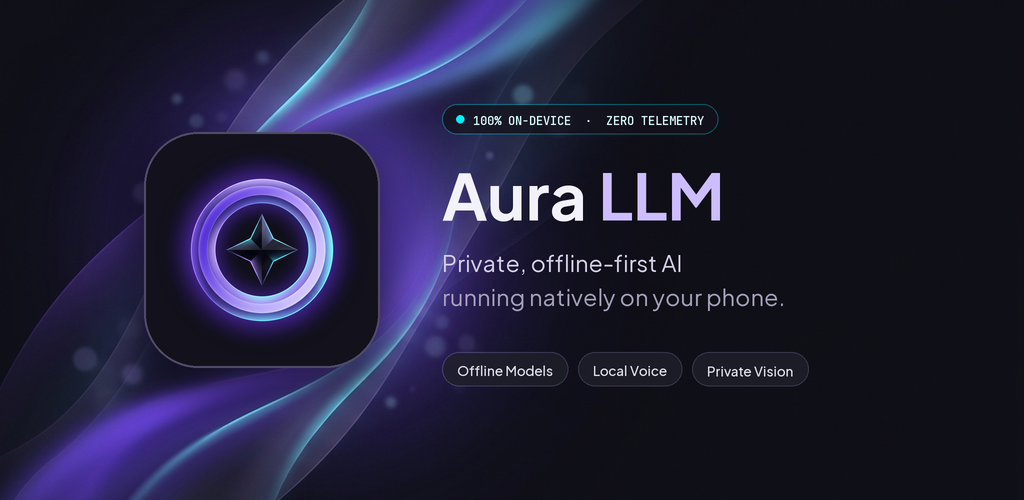 100% ON-DEVICE · ZERO TELEMETRY
Aura LLM
Private, offline-first AI
running natively on your phone.
Offline Models
Local Voice
Private Vision